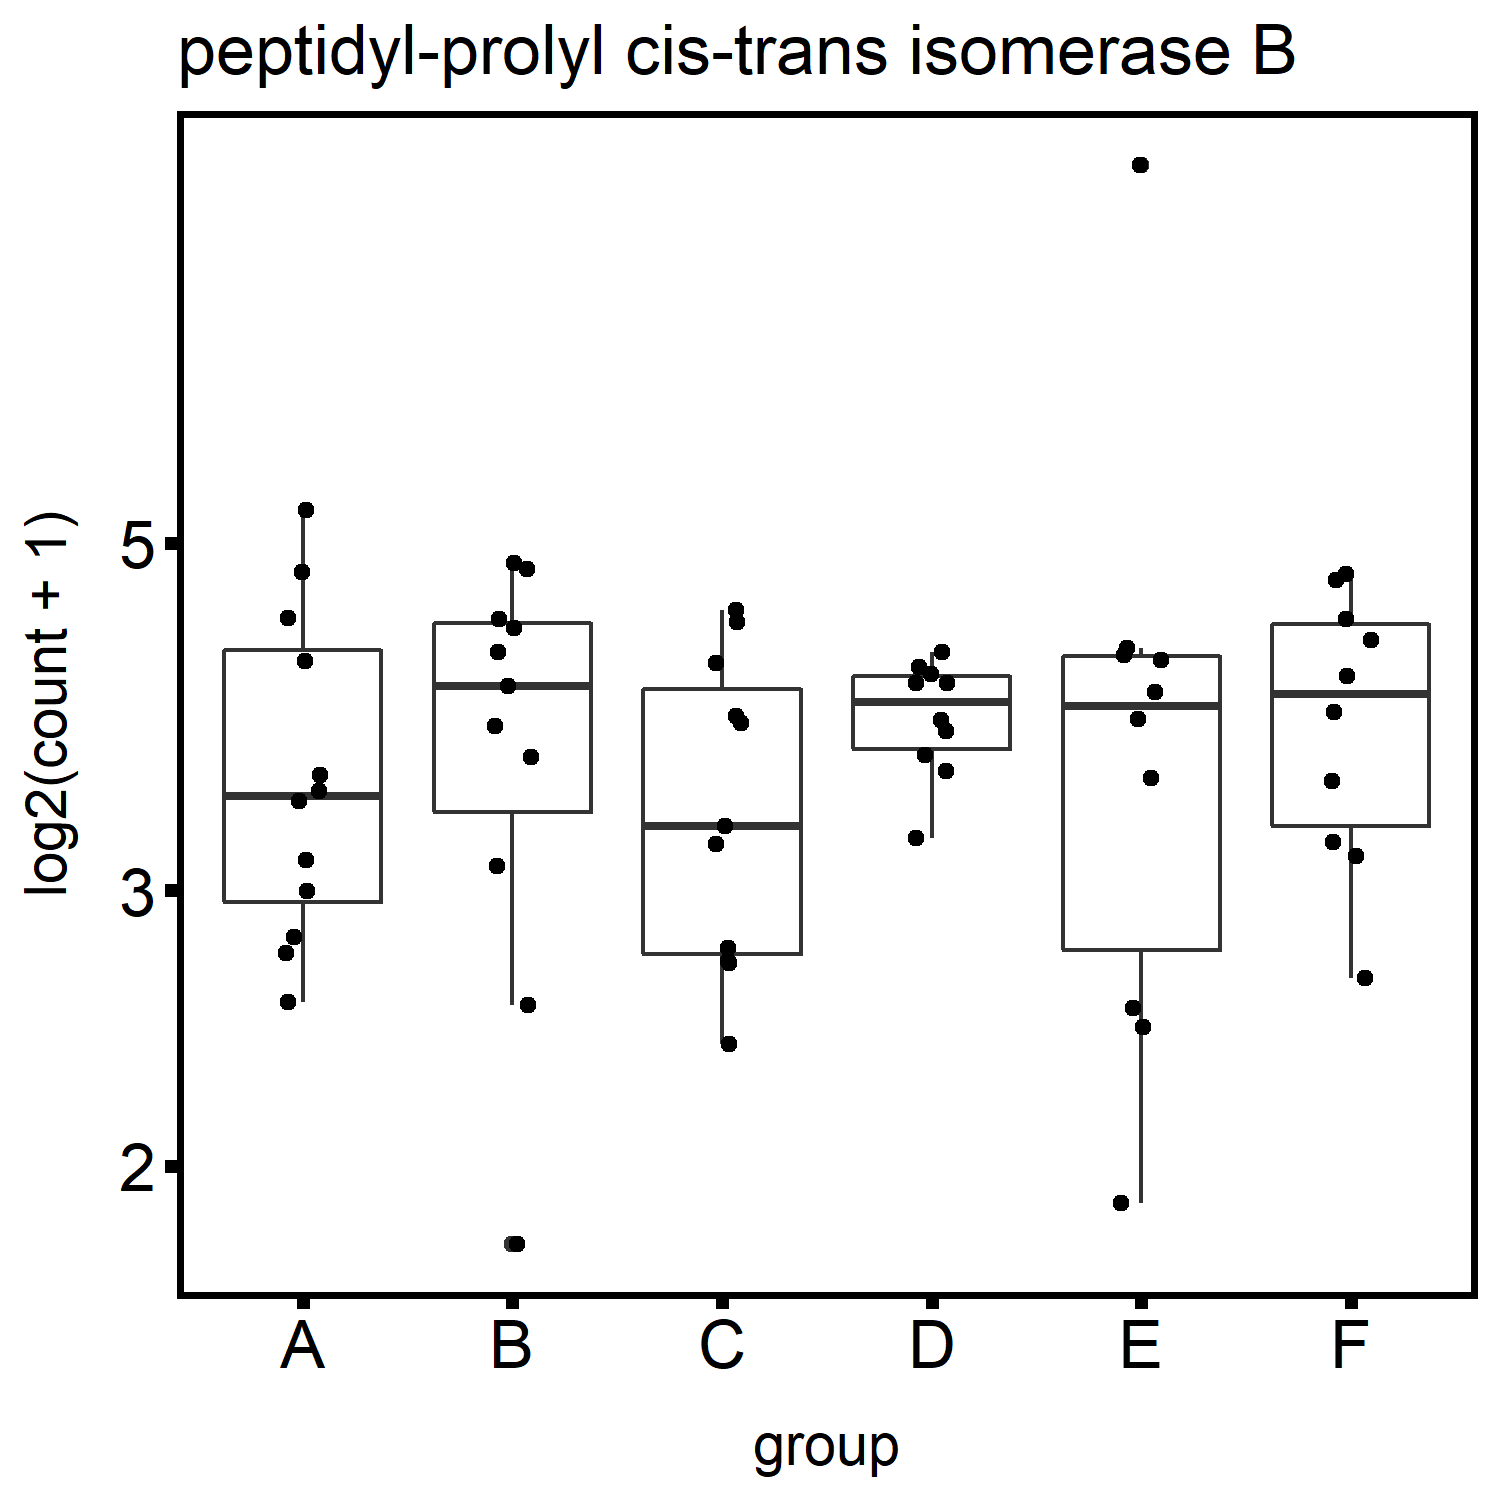 peptidyl-prolyl cis-trans isomerase B
log2(count + 1)
5
3
2
A B C D E F
group